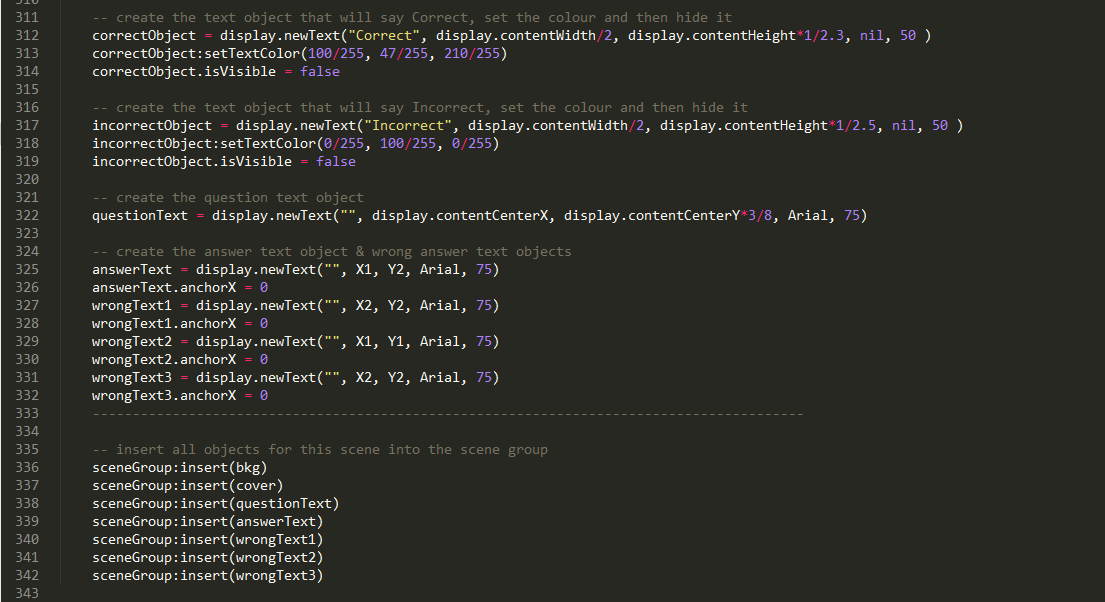 311 -- create the text object that will say Correct, set the colour and then hide it
312 correctObject = display.newText("Correct", display.contentWidth/2, display.contentHeight*1/2.3, nil, 50 )
313 correctObject:setTextColor(100/255, 47/255, 210/255)
314 correctObject.isVisible = false
315
316 -- create the text object that will say Incorrect, set the colour and then hide it
317 incorrectObject = display.newText("Incorrect", display.contentWidth/2, display.contentHeight*1/2.5, nil, 50 )
318 incorrectObject:setTextColor(0/255, 100/255, 0/255)
319 incorrectObject.isVisible = false
320
321 -- create the question text object
322 questionText = display.newText("", display.contentCenterX, display.contentCenterY*3/8, Arial, 75)
323
324 -- create the answer text object & wrong answer text objects
325 answerText = display.newText("", X1, Y2, Arial, 75)
326 answerText.anchorX = 0
327 wrongText1 = display.newText("", X2, Y2, Arial, 75)
328 wrongText1.anchorX = 0
329 wrongText2 = display.newText("", X1, Y1, Arial, 75)
330 wrongText2.anchorX = 0
331 wrongText3 = display.newText("", X2, Y2, Arial, 75)
332 wrongText3.anchorX = 0
333 -----------------------------------------------------------------------------------------
334
335 -- insert all objects for this scene into the scene group
336 sceneGroup:insert(bkg)
337 sceneGroup:insert(cover)
338 sceneGroup:insert(questionText)
339 sceneGroup:insert(answerText)
340 sceneGroup:insert(wrongText1)
341 sceneGroup:insert(wrongText2)
342 sceneGroup:insert(wrongText3)
343